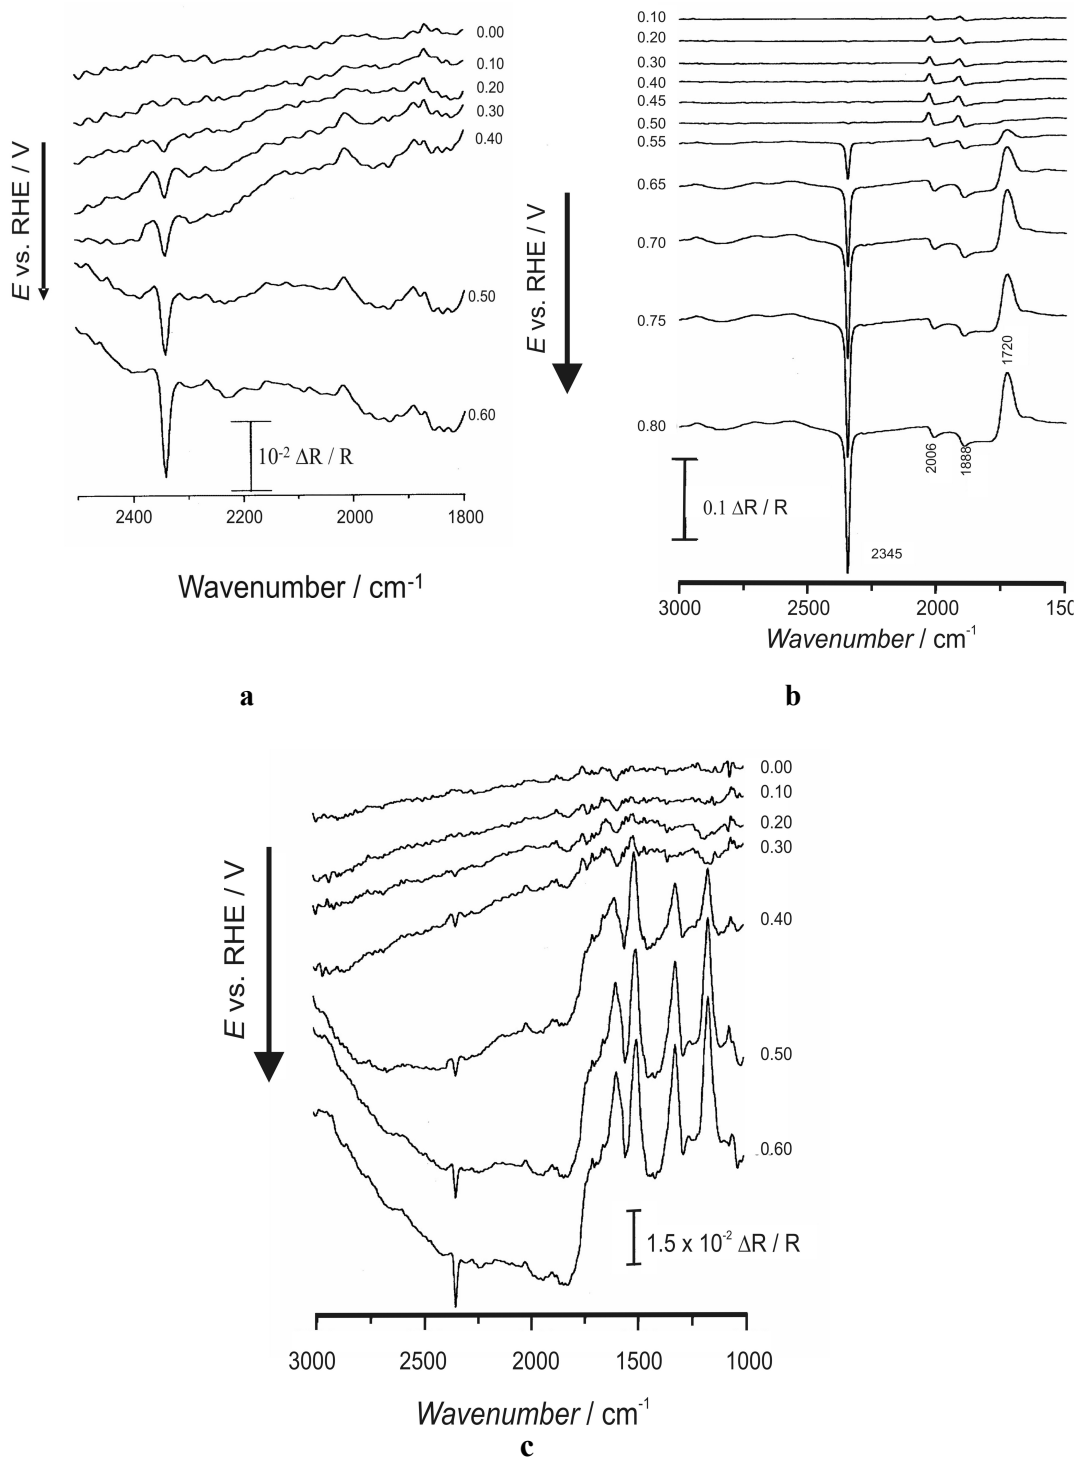 0.00
0.10
0.20
0.30
0.40
0.50
0.60
E vs. RHE / V
10-2 ΔR / R
2400 2200 2000 1800
Wavenumber / cm-1
a
0.10
0.20
0.30
0.40
0.45
0.50
0.55
0.65
0.70
0.75
0.80
E vs. RHE / V
1720
2006
1888
0.1 ΔR / R
2345
3000 2500 2000 150
Wavenumber / cm-1
b
0.00
0.10
0.20
0.30
0.40
0.50
0.60
E vs. RHE / V
1.5 x 10-2 ΔR / R
3000 2500 2000 1500 1000
Wavenumber / cm-1
c